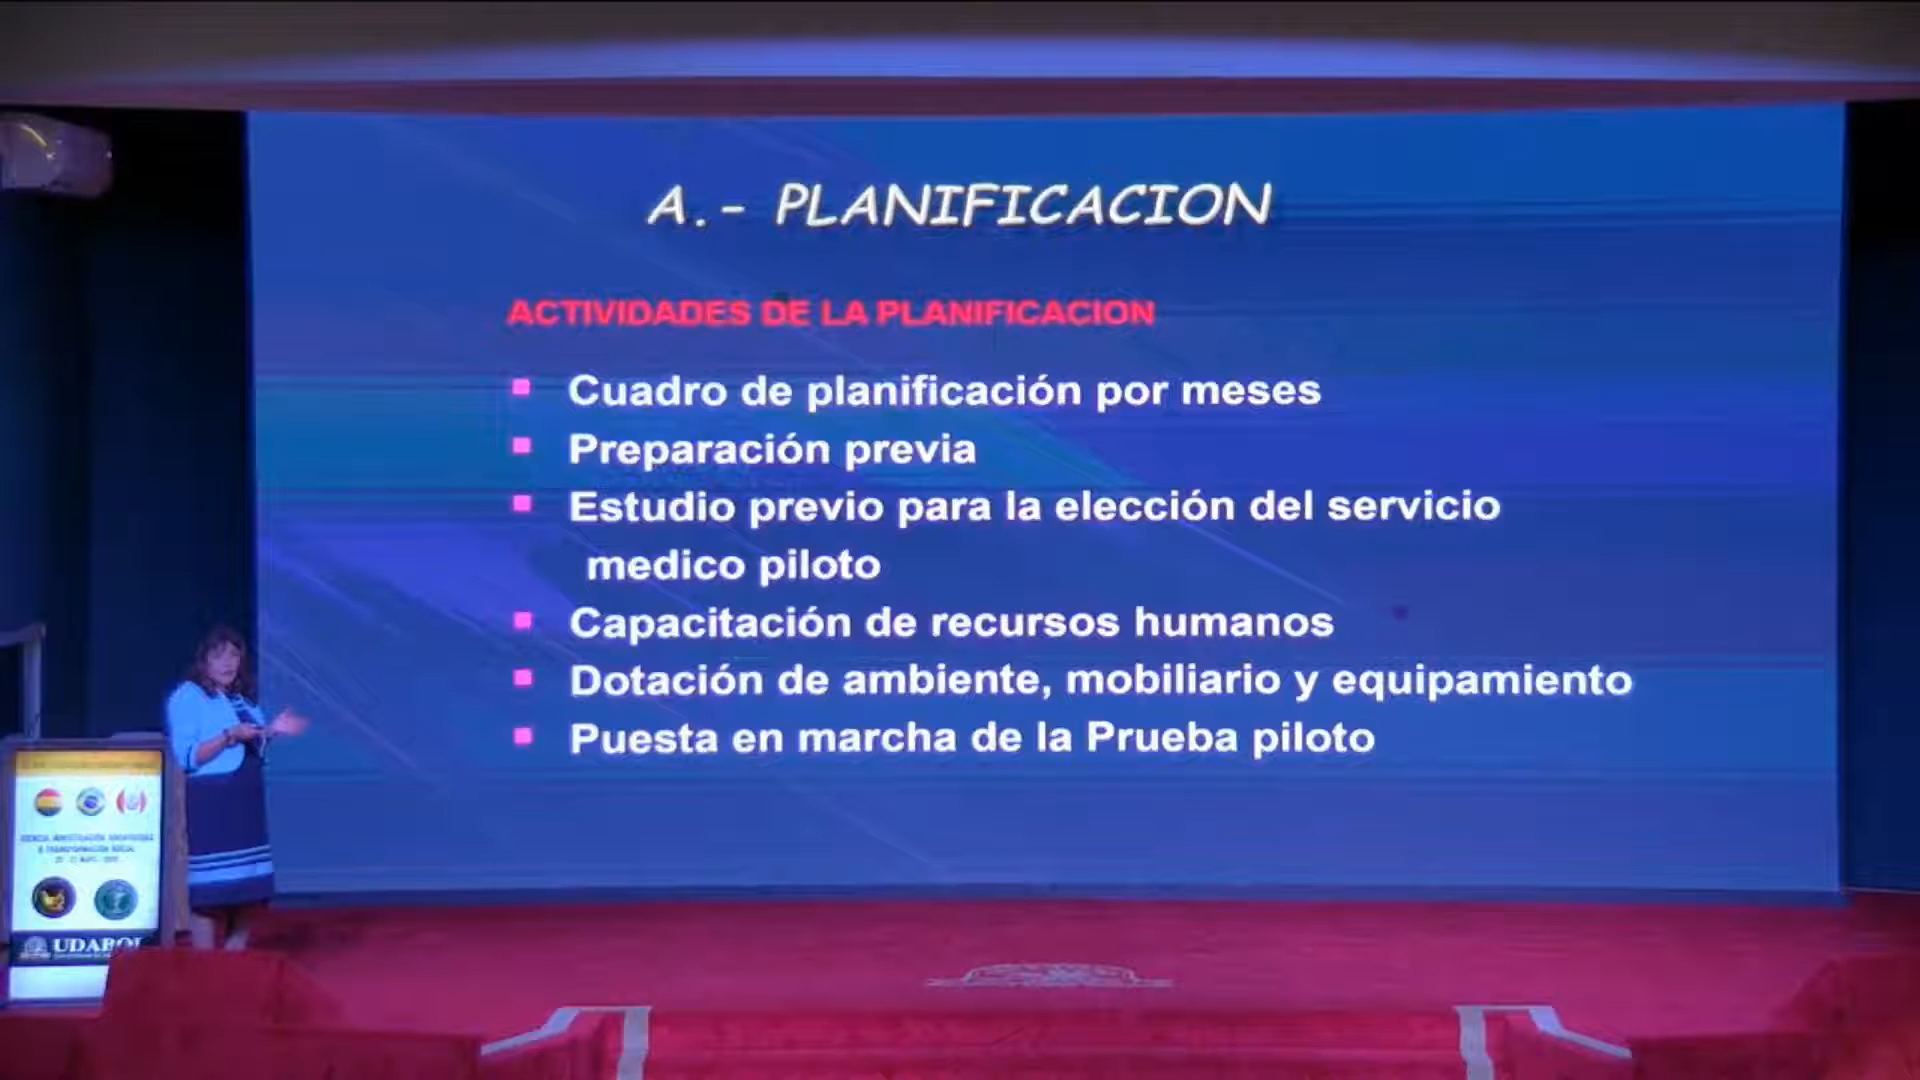 A.- PLANIFICACION
ACTIVIDADES DE LA PLANIFICACION
Cuadro de planificación por meses
Preparación previa
Estudio previo para la elección del servicio
medico piloto
Capacitación de recursos humanos
Dotación de ambiente, mobiliario y equipamiento
Puesta en marcha de la Prueba piloto
UDABOL